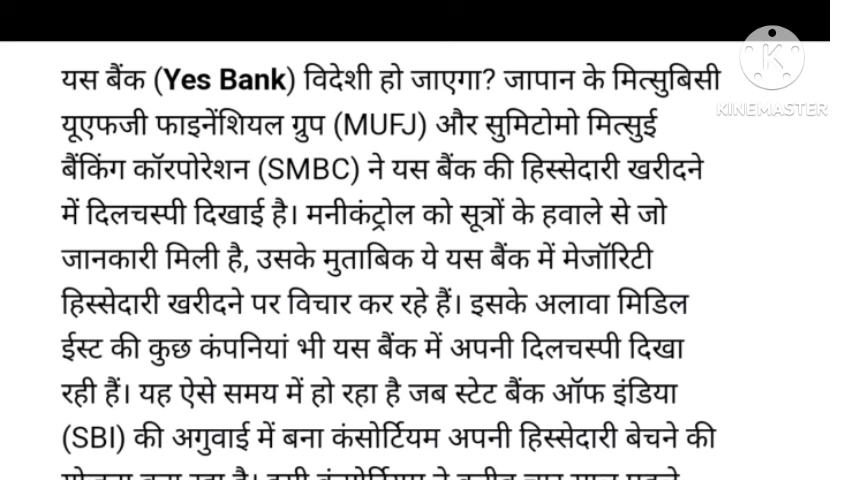 यस बैंक (Yes Bank) विदेशी हो जाएगा? जापान के मित्सुबिसी
यूएफजी फाइनेंशियल ग्रुप (MUFJ) और सुमिटोमो मित्सुई
बैंकिंग कॉरपोरेशन (SMBC) ने यस बैंक की हिस्सेदारी खरीदने
में दिलचस्पी दिखाई है। मनीकंट्रोल को सूत्रों के हवाले से जो
जानकारी मिली है, उसके मुताबिक ये यस बैंक में मेजॉरिटी
हिस्सेदारी खरीदने पर विचार कर रहे हैं। इसके अलावा मिडिल
ईस्ट की कुछ कंपनियां भी यस बैंक में अपनी दिलचस्पी दिखा
रही हैं। यह ऐसे समय में हो रहा है जब स्टेट बैंक ऑफ इंडिया
(SBI) की अगुवाई में बना कंसोर्टियम अपनी हिस्सेदारी बेचने की
K
KINEMASTER